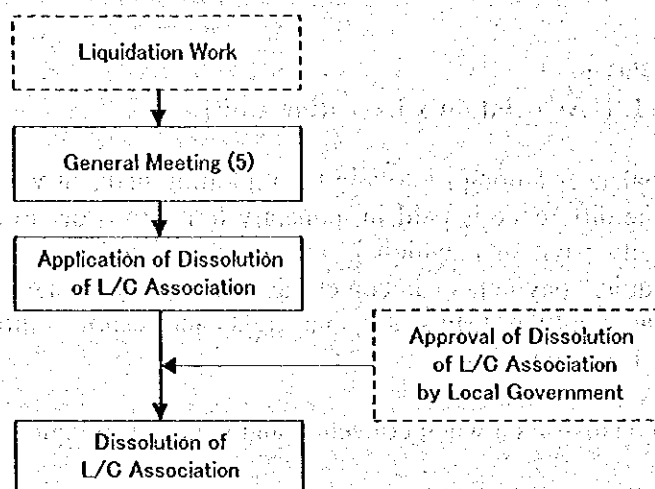 Liquidation Work
General Meeting (5)
Application of Dissolution
of L/C Association
Approval of Dissolution
of L/C Association
by Local Government
Dissolution of
L/C Association